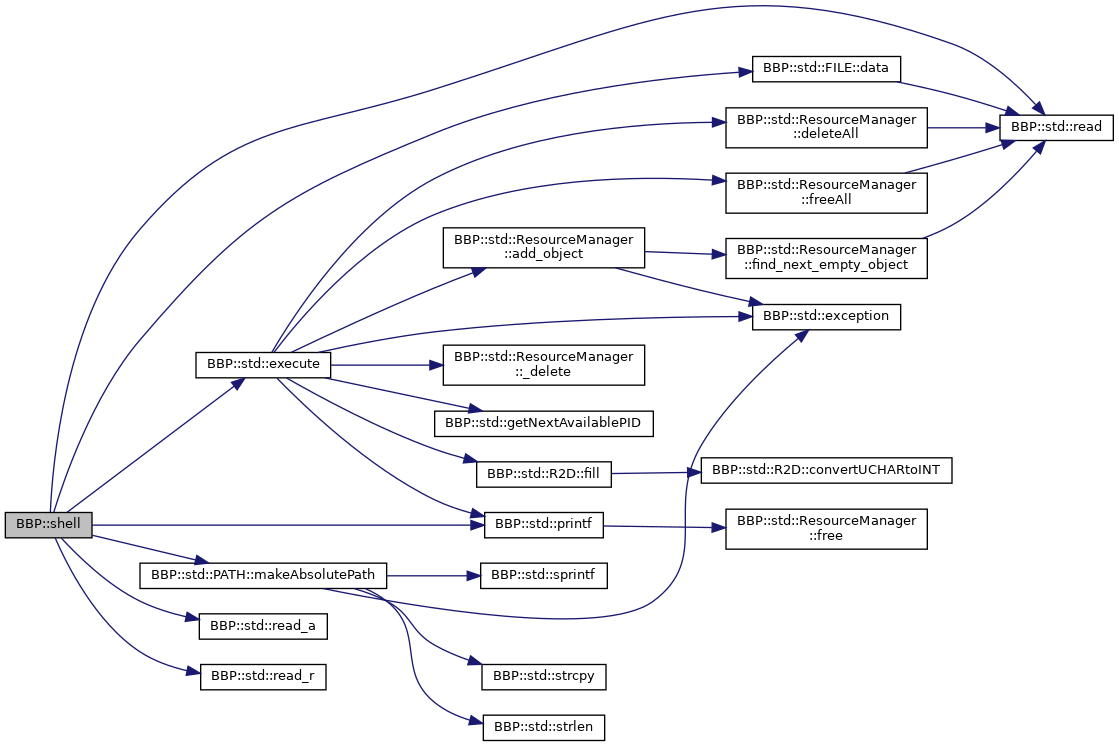 BBP::std::FILE::data
BBP::std::ResourceManager
::deleteAll
BBP::std::read
BBP::std::ResourceManager
::freeAll
BBP::std::ResourceManager
::add_object
BBP::std::ResourceManager
::find_next_empty_object
BBP::std::exception
BBP::std::execute
BBP::std::ResourceManager
::_delete
BBP::std::getNextAvailablePID
BBP::std::R2D::fill
BBP::std::R2D::convertUCHARtoINT
BBP::shell
BBP::std::printf
BBP::std::ResourceManager
::free
BBP::std::PATH::makeAbsolutePath
BBP::std::sprintf
BBP::std::read_a
BBP::std::read_r
BBP::std::strcpy
BBP::std::strlen